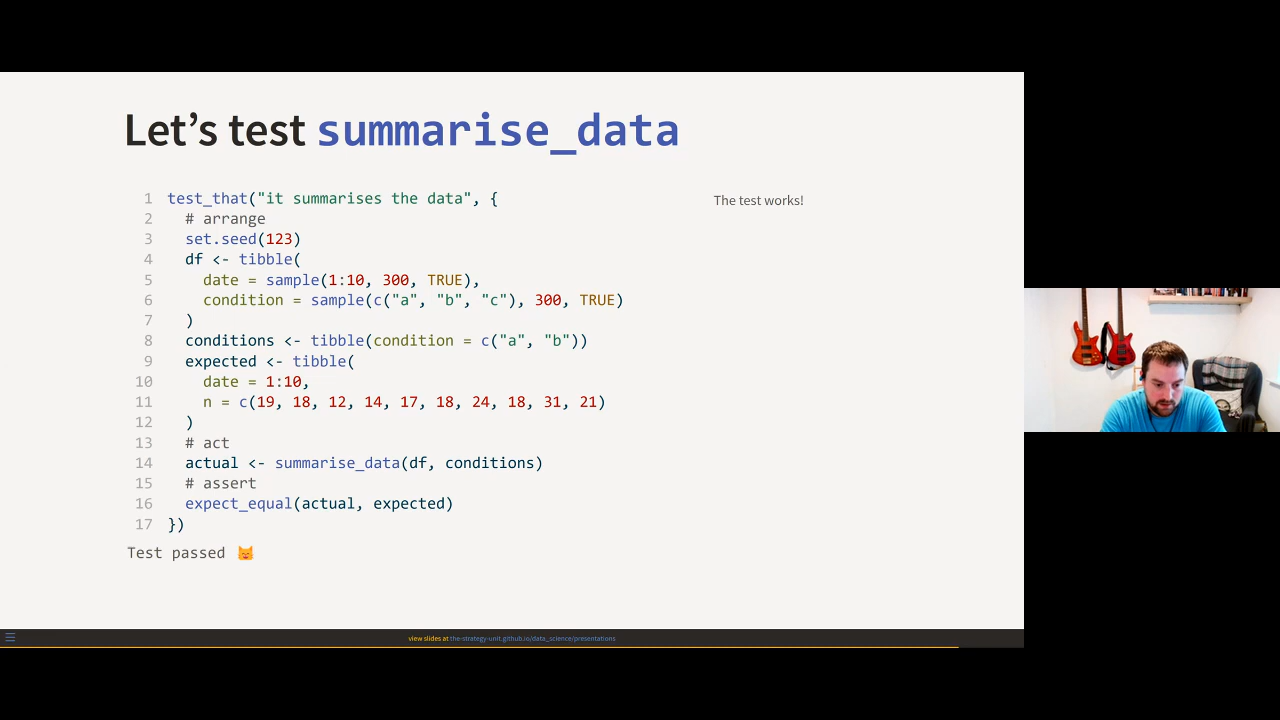 Let's test summarise_data
1 test_that("it summarises the data", {
2 # arrange
3 set.seed(123)
4 df <- tibble(
5 date = sample(1:10, 300, TRUE),
6 condition = sample(c("a", "b", "c"), 300, TRUE)
7 )
8 conditions <- tibble(condition = c("a", "b"))
9 expected <- tibble(
10 date = 1:10,
11 n = c(19, 18, 12, 14, 17, 18, 24, 18, 31, 21)
12 )
13 # act
14 actual <- summarise_data(df, conditions)
15 # assert
16 expect_equal(actual, expected)
17 })
Test passed 😸
The test works!
view slides at the-strategy-unit.github.io/data_science/presentations